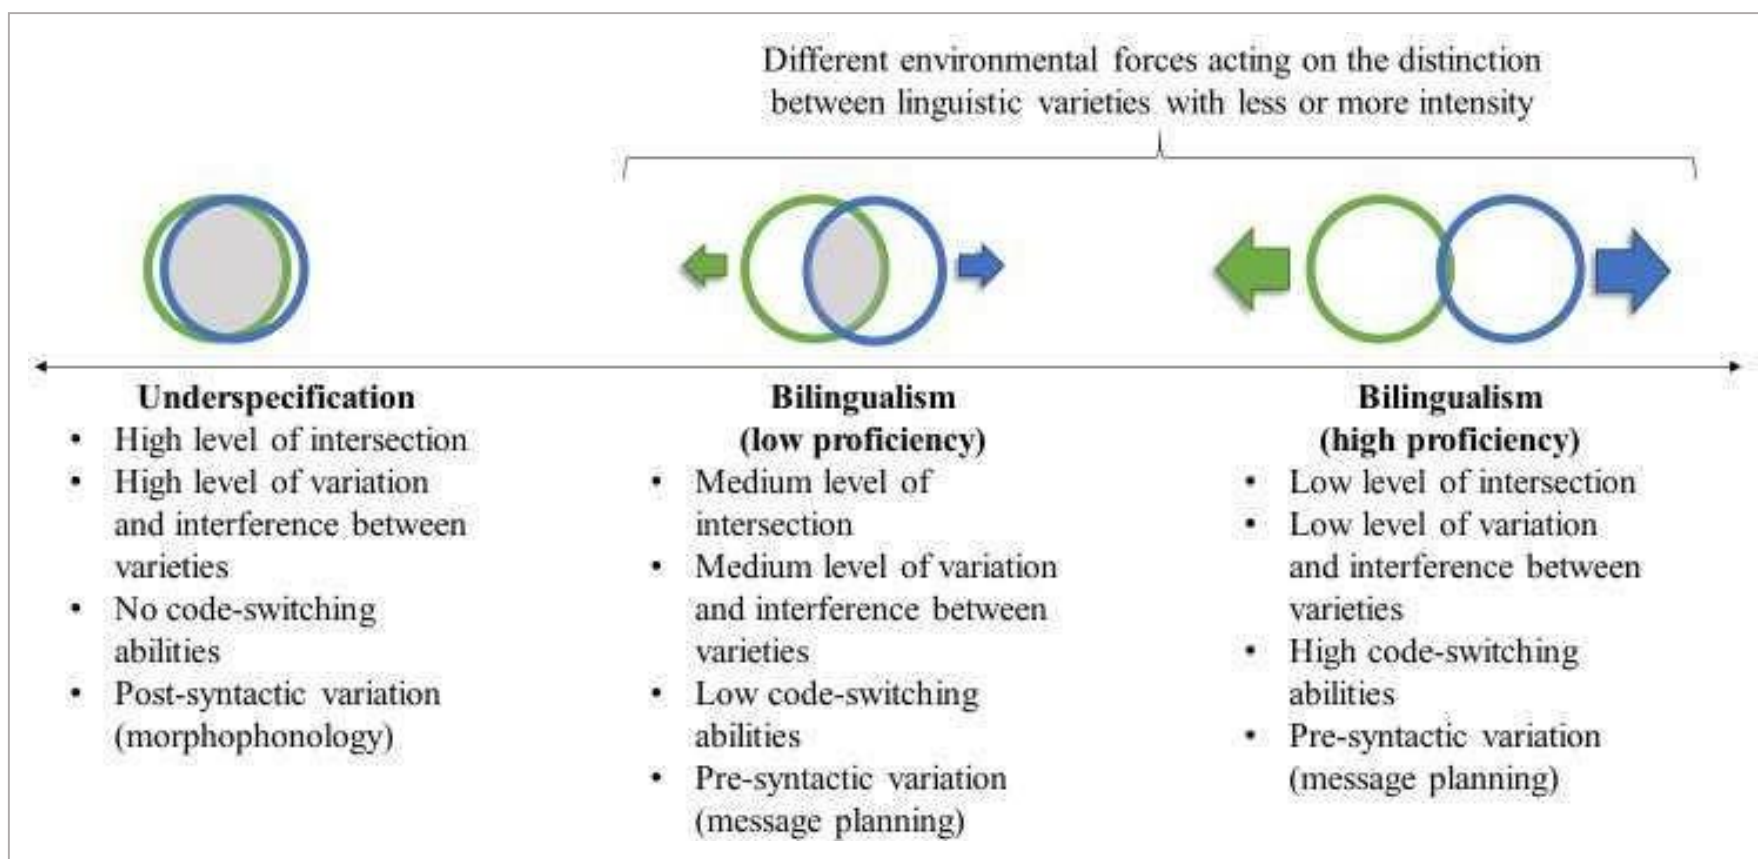 Different environmental forces acting on the distinction
between linguistic varieties with less or more intensity
Underspecification
• High level of intersection
• High level of variation
and interference between
varieties
• No code-switching
abilities
• Post-syntactic variation
(morphophonology)
Bilingualism
(low proficiency)
• Medium level of
intersection
• Medium level of variation
and interference between
varieties
• Low code-switching
abilities
• Pre-syntactic variation
(message planning)
Bilingualism
(high proficiency)
• Low level of intersection
• Low level of variation
and interference between
varieties
• High code-switching
abilities
• Pre-syntactic variation
(message planning)